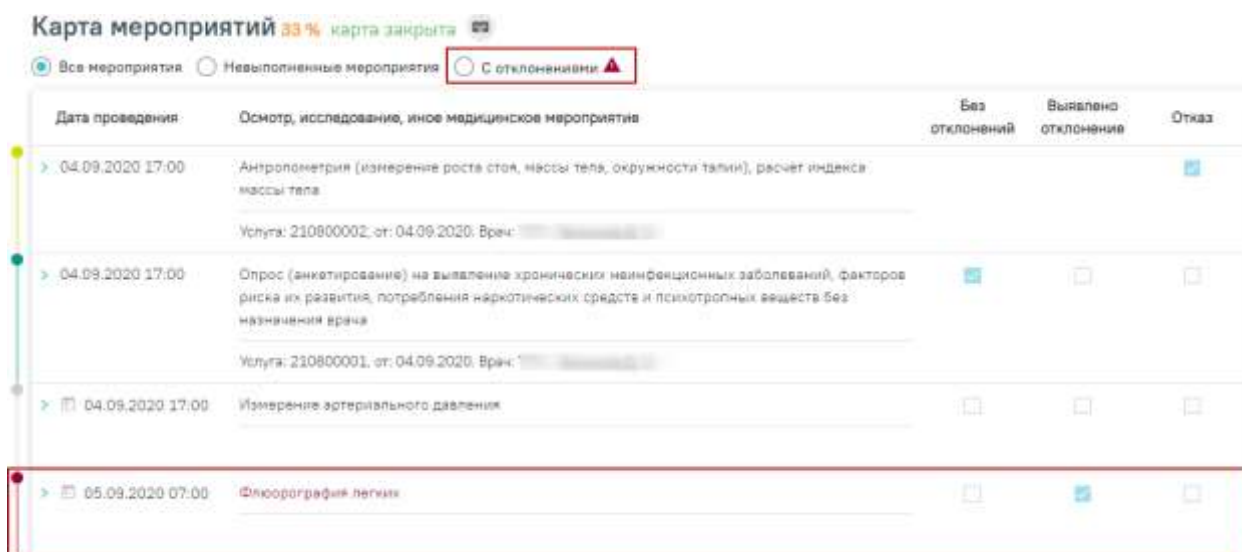 Карта мероприятий 33 % карта закрыта
Все мероприятия Невыполненные мероприятия С отклонениями
Дата проведения Осмотр, исследование, иное медицинское мероприятие Без отклонений Выявлено отклонение Отказ
04.09.2020 17:00 Антропометрия (измерение роста стоя, массы тела, окружности талии), расчет индекса
массы тела
Услуга: 210800002, от: 04.09.2020. Врач:
04.09.2020 17:00 Опрос (анкетирование) на выявление хронических неинфекционных заболеваний, факторов
риска их развития, потребления наркотических средств и психотропных веществ без
назначения врача
Услуга: 210800001, от: 04.09.2020. Врач:
04.09.2020 17:00 Измерение артериального давления
05.09.2020 07:00 Флюорография легких